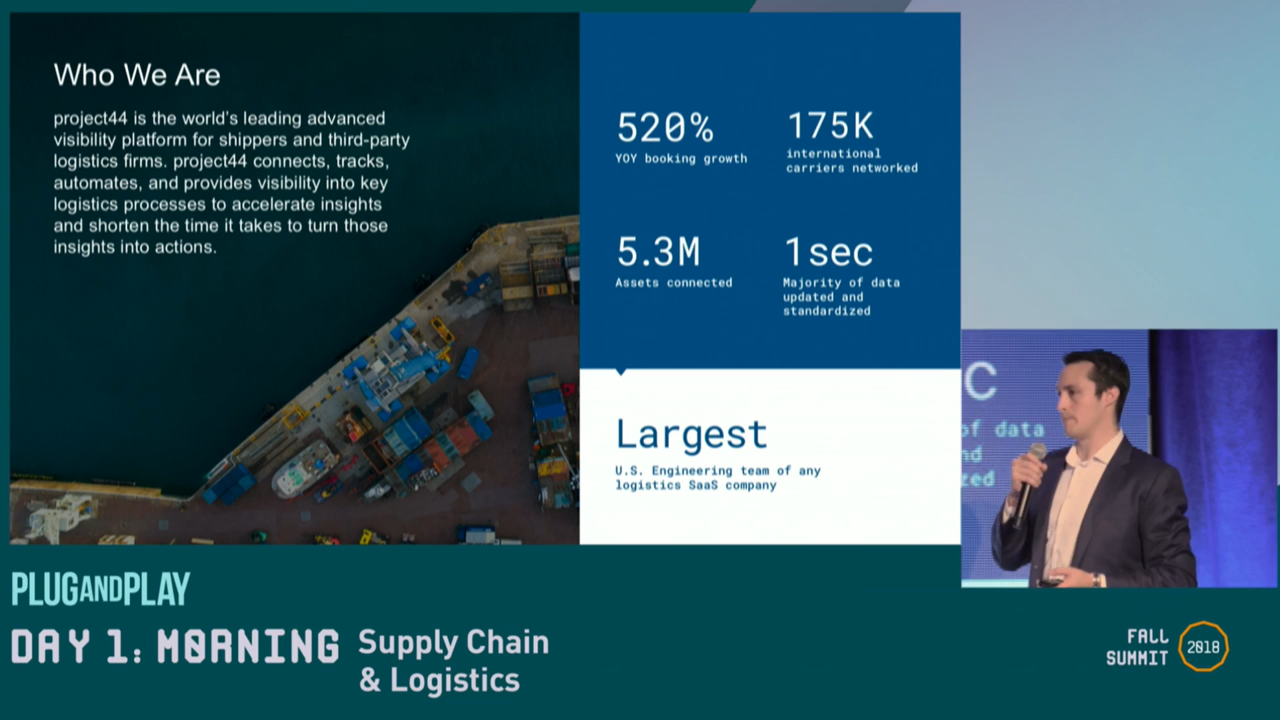 Who We Are
project44 is the world's leading advanced
visibility platform for shippers and third-party
logistics firms. project44 connects, tracks,
automates, and provides visibility into key
logistics processes to accelerate insights
and shorten the time it takes to turn those
insights into actions.
520%
YOY booking growth
175K
international
carriers networked
5.3M
Assets connected
1sec
Majority of data
updated and
standardized
Largest
U.S. Engineering team of any
logistics SaaS company
C
of data
nd
zed
PLUGANDPLAY
DAY 1: MORNING
Supply Chain
& Logistics
FALL
SUMMIT
2018